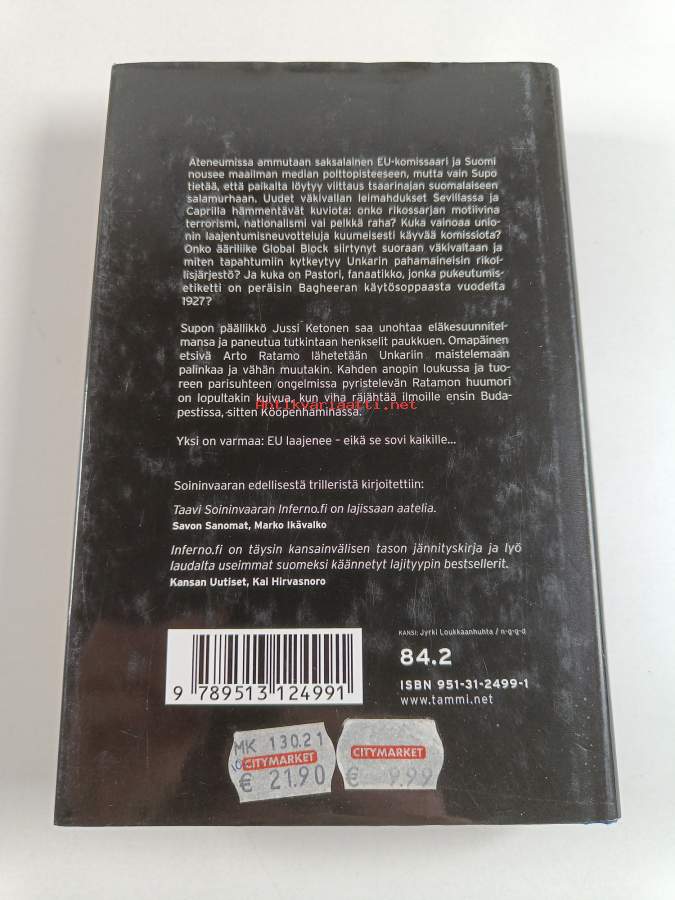 Ateneumissa ammutaan saksalainen EU-komissaari ja Suomi
nousee maailman median polttopisteeseen, mutta vain Supo
tietää, että paikalta löytyy viittaus tsaarinajan suomalaiseen
salamurhaan. Uudet väkivallan leimahdukset Sevillassa ja
Caprilla hämmentävät kuviota: onko rikossarjan motiivina
terrorismi, nationalismi vai pelkkä raha? Kuka vainoaa unio-
nin laajentumisneuvotteluja kuumeisesti käyvää komissiota?
Onko ääriliike Global Block siirtynyt suoraan väkivaltaan ja
miten tapahtumiin kytkeytyy Unkarin pahamaineisin rikol-
lisjärjestö? Ja kuka on Pastori, fanaatikko, jonka pukeutumis-
etiketti on peräisin Bagheeran käytösoppaasta vuodelta
1927?
Supon päällikkö Jussi Ketonen saa unohtaa eläkesuunnitel-
mansa ja paneutua tutkintaan henkselit paukkuen. Omapäinen
etsivä Arto Ratamo lähetetään Unkariin maistelemaan
palinkaa ja vähän muutakin. Kahden anopin loukussa ja tuo-
reen parisuhteen ongelmissa pyristelevän Ratamon huumori
on lopultakin kuivua, kun viha räjähtää ilmoille ensin Buda-
pestissa, sitten Kööpenhaminassa.
Antikvariaatti.net
Yksi on varmaa: EU laajenee – eikä se sovi kaikille...
Soininvaaran edellisestä trilleristä kirjoitettiin:
Taavi Soininvaaran Inferno.fi on lajissaan aatelia.
Savon Sanomat, Marko Ikävalko
Inferno.fi on täysin kansainvälisen tason jännityskirja ja lyö
laudalta useimmat suomeksi käännetyt lajityypin bestsellerit.
Kansan Uutiset, Kai Hirvasnoro
KANSI: Jyrki Loukkaanhuhta / n-g-g-d
84.2
ISBN 951-31-2499-1
www.tammi.net
9 789513 124991
MK 130.21
CITYMARKET
€ 21.90
CITYMARKET
€ 9.99